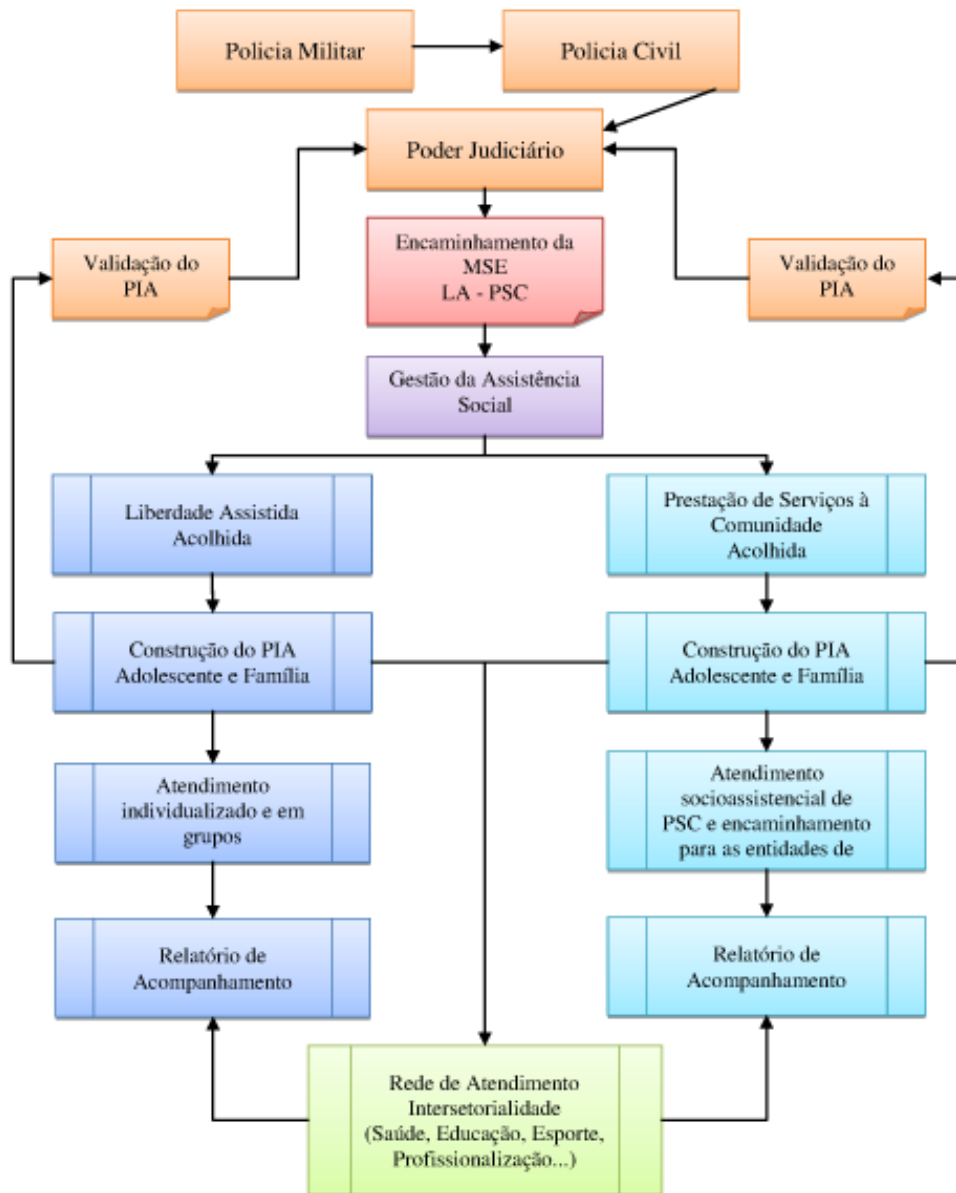 Policia Militar
Policia Civil
Poder Judiciário
Validação do
PIA
Encaminhamento da
MSE
LA - PSC
Validação do
PIA
Gestão da Assistência
Social
Liberdade Assistida
Acolhida
Prestação de Serviços à
Comunidade
Acolhida
Construção do PIA
Adolescente e Família
Construção do PIA
Adolescente e Família
Atendimento
individualizado e em
grupos
Atendimento
socioassistencial de
PSC e encaminhamento
para as entidades de
Relatório de
Acompanhamento
Relatório de
Acompanhamento
Rede de Atendimento
Intersetorialidade
(Saúde, Educação, Esporte,
Profissionalização...)